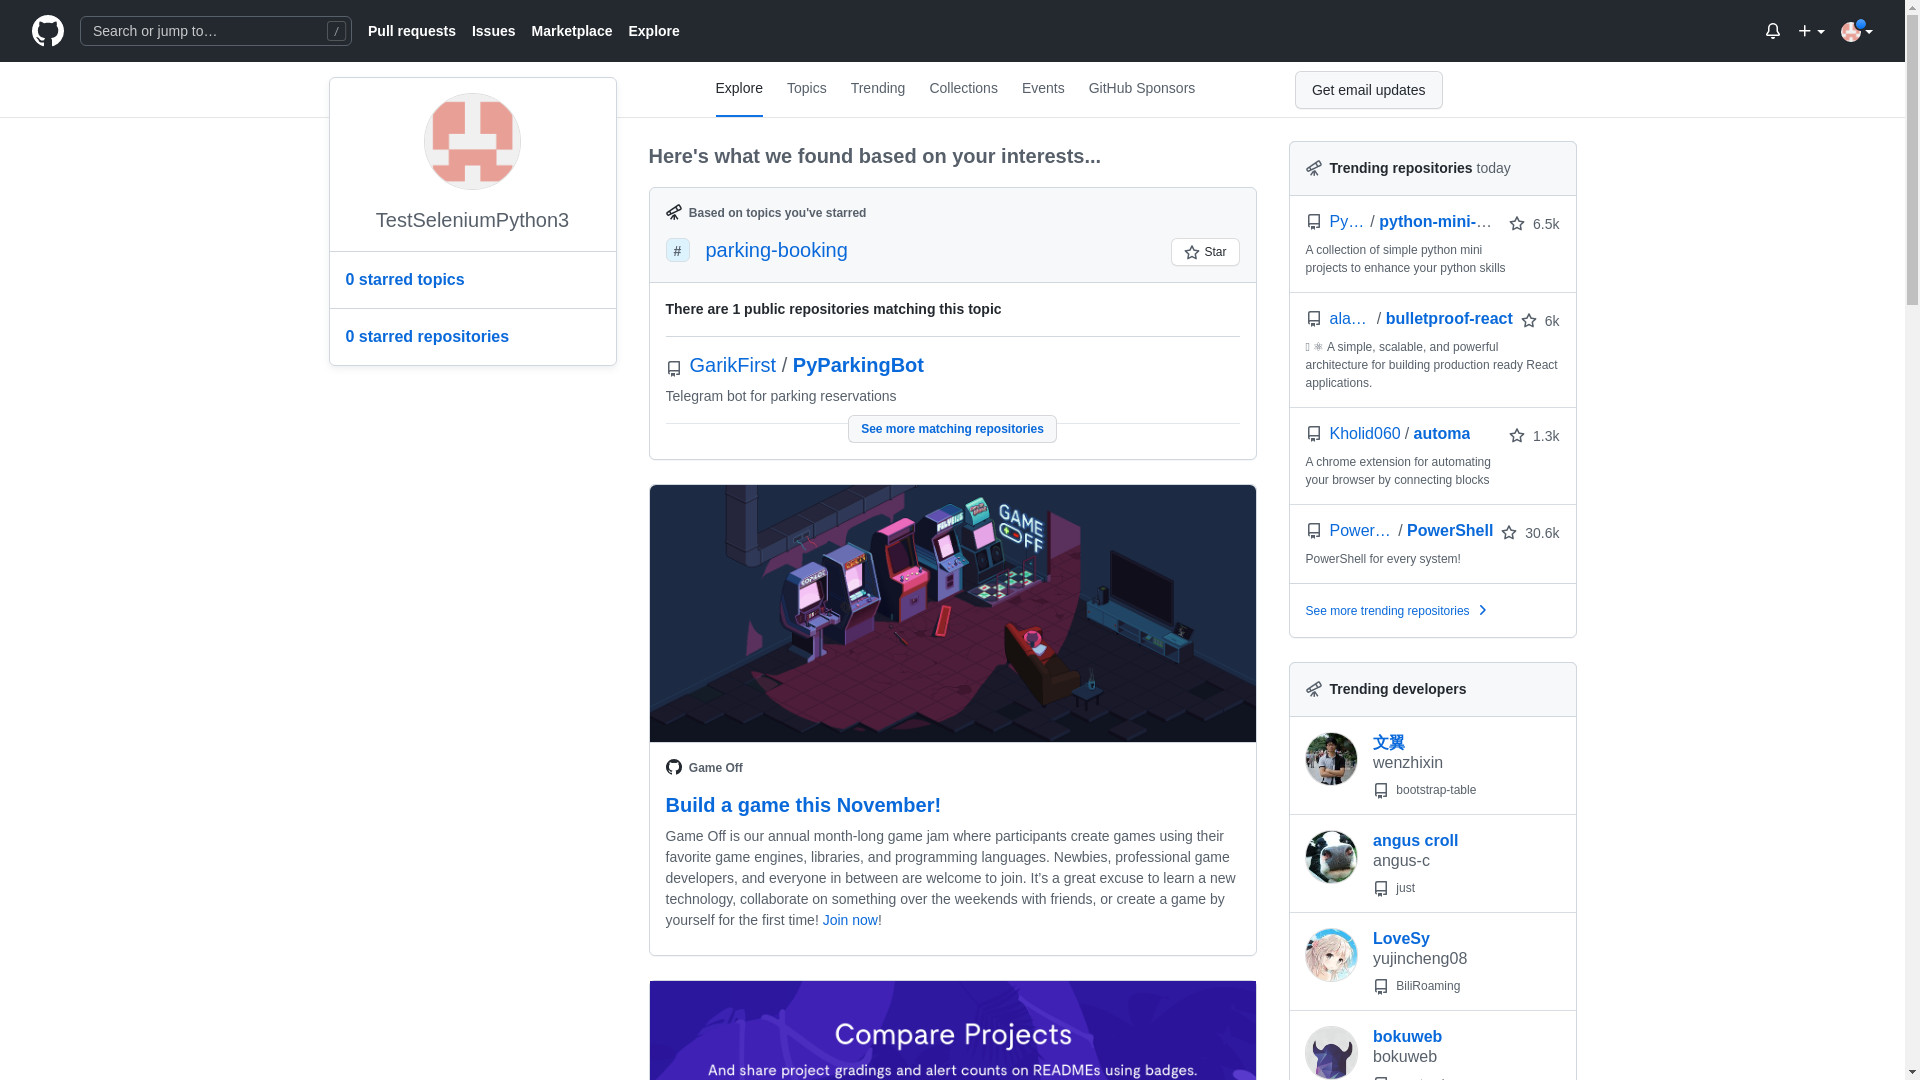 Search or jump to…
/
Pull requests
Issues
Marketplace
Explore
Explore
Topics
Trending
Collections
Events
GitHub Sponsors
Get email updates
TestSeleniumPython3
0 starred topics
0 starred repositories
Here's what we found based on your interests...
Based on topics you've starred
# parking-booking
Star
There are 1 public repositories matching this topic
GarikFirst / PyParkingBot
Telegram bot for parking reservations
See more matching repositories
GAME
OFF
Game Off
Build a game this November!
Game Off is our annual month-long game jam where participants create games using their
favorite game engines, libraries, and programming languages. Newbies, professional game
developers, and everyone in between are welcome to join. It's a great excuse to learn a new
technology, collaborate on something over the weekends with friends, or create a game by
yourself for the first time! Join now!
Compare Projects
And share project gradings and alert counts on READMEs using badges.
Trending repositories today
Py… / python-mini-…
6.5k
A collection of simple python mini
projects to enhance your python skills
ala… / bulletproof-react
6k
A simple, scalable, and powerful
architecture for building production ready React
applications.
Kholid060 / automa
1.3k
A chrome extension for automating
your browser by connecting blocks
Power… / PowerShell
30.6k
PowerShell for every system!
See more trending repositories
Trending developers
文翼
wenzhixin
bootstrap-table
angus croll
angus-c
just
LoveSy
yujincheng08
BiliRoaming
bokuweb
bokuweb